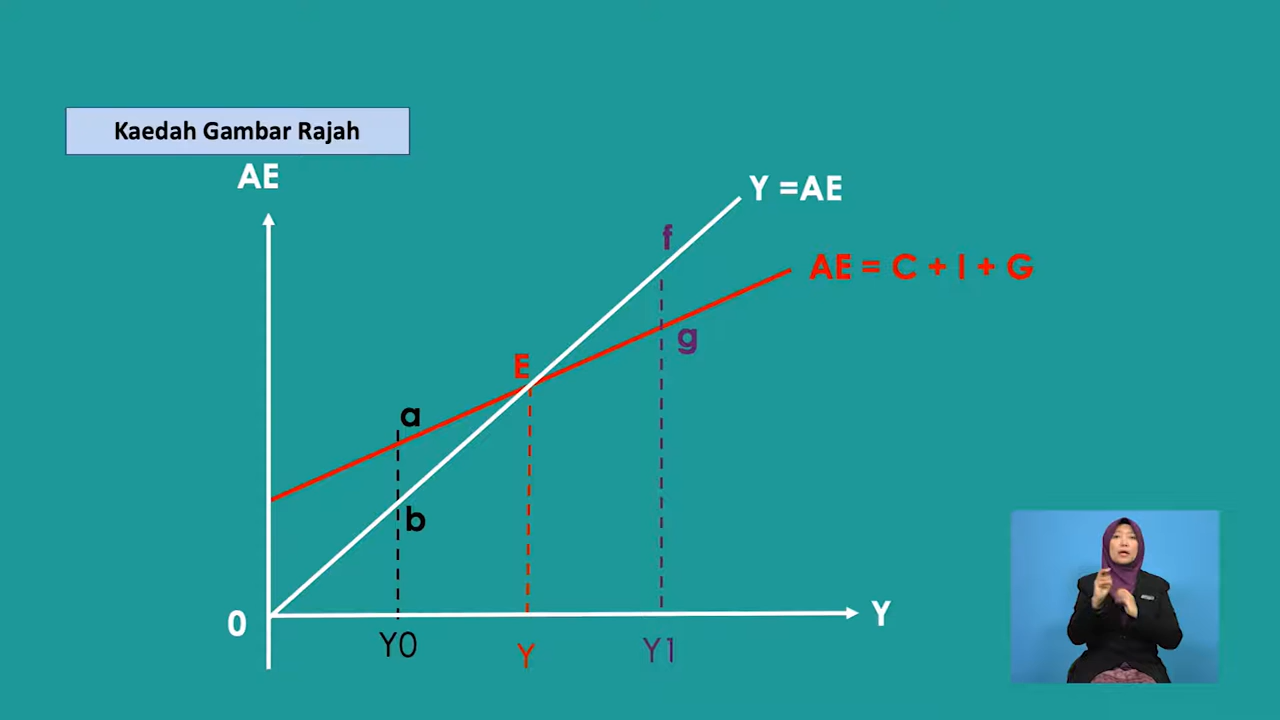 Kaedah Gambar Rajah
AE
Y =AE
f
AE = C + I + G
g
E
a
b
0
Y
Y0
Y
Y1